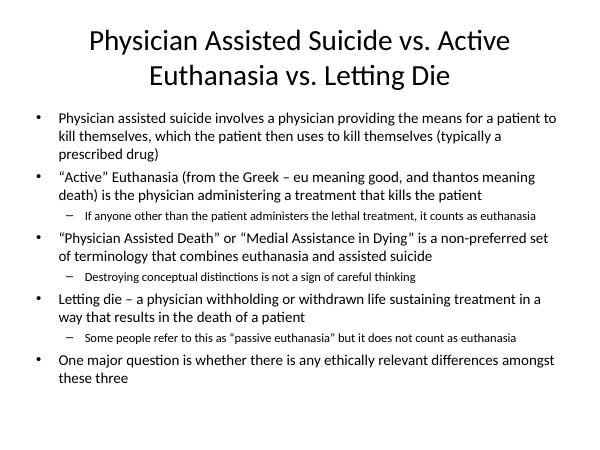 Physician Assisted Suicide vs. Active
Euthanasia vs. Letting Die
• Physician assisted suicide involves a physician providing the means for a patient to
kill themselves, which the patient then uses to kill themselves (typically a
prescribed drug)
• “Active” Euthanasia (from the Greek – eu meaning good, and thantos meaning
death) is the physician administering a treatment that kills the patient
– If anyone other than the patient administers the lethal treatment, it counts as euthanasia
• “Physician Assisted Death” or “Medial Assistance in Dying” is a non-preferred set
of terminology that combines euthanasia and assisted suicide
– Destroying conceptual distinctions is not a sign of careful thinking
• Letting die – a physician withholding or withdrawn life sustaining treatment in a
way that results in the death of a patient
– Some people refer to this as “passive euthanasia” but it does not count as euthanasia
• One major question is whether there is any ethically relevant differences amongst
these three